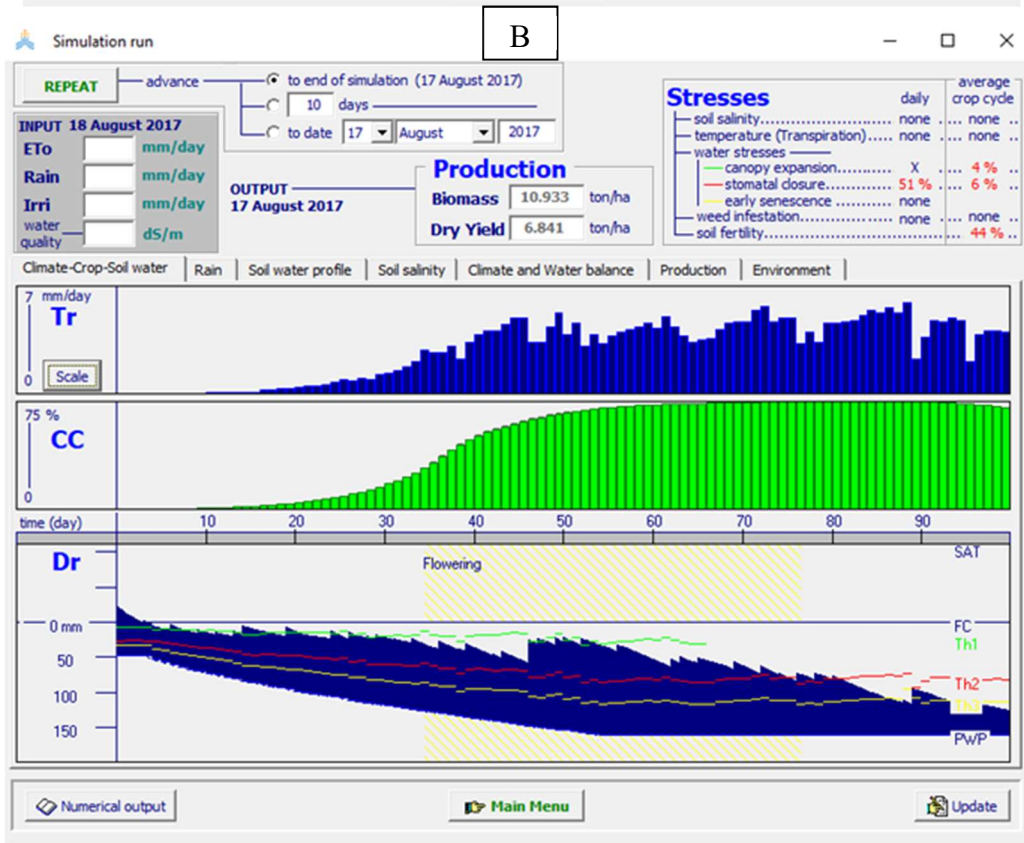 B
Simulation run
REPEAT
advance
to end of simulation (17 August 2017)
10 days
to date 17 August 2017
INPUT 18 August 2017
ETo mm/day
Rain mm/day
Irri mm/day
water quality dS/m
OUTPUT
17 August 2017
Production
Biomass 10.933 ton/ha
Dry Yield 6.841 ton/ha
Stresses daily average crop cycle
soil salinity.................. none .... none ..
temperature (Transpiration)..... none .... none ..
water stresses
canopy expansion........... X .... 4 % ..
stomatal closure............. 51 % .... 6 % ..
early senescence ............ none
weed infestation................ none .... none ..
soil fertility..................... 44 % ..
Climate-Crop-Soil water Rain Soil water profile Soil salinity Climate and Water balance Production Environment
7 mm/day
Tr
0
Scale
75 %
CC
0
time (day) 10 20 30 40 50 60 70 80 90
Dr
Flowering
SAT
0 mm
FC
Th1
50
Th2
100
Th3
150
PWP
Numerical output
Main Menu
Update